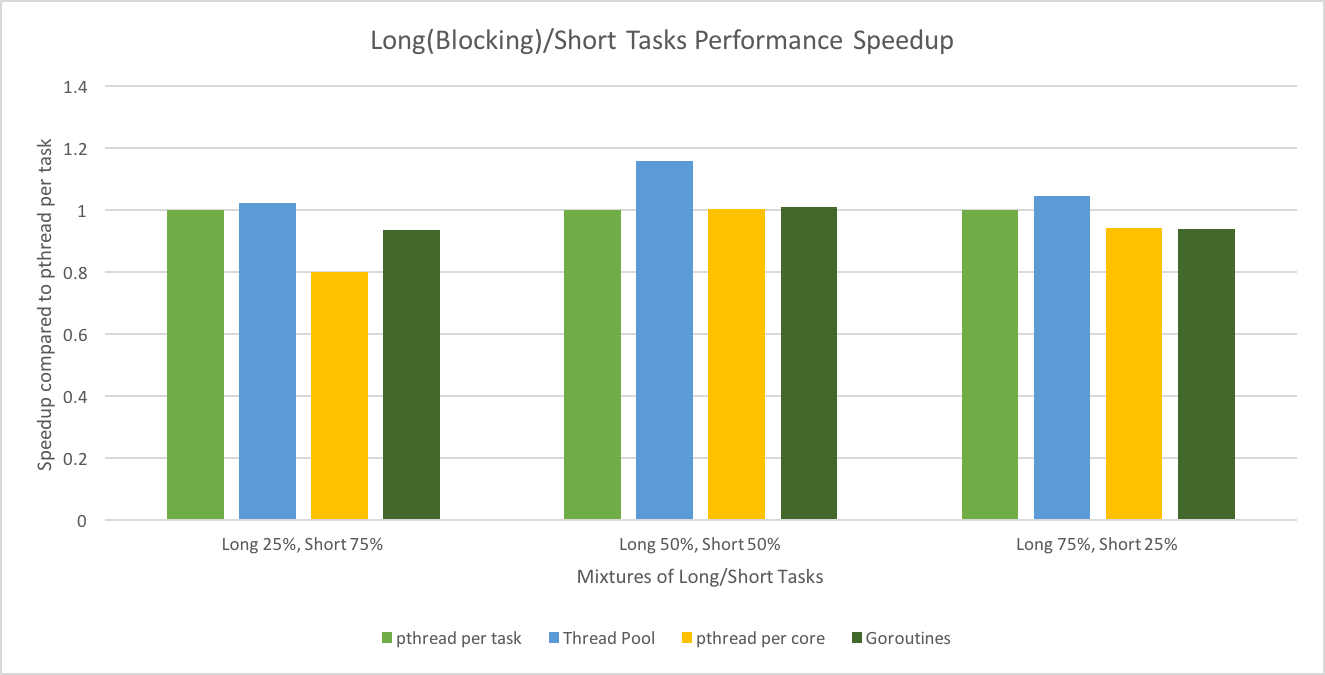 Long(Blocking)/Short Tasks Performance Speedup
Speedup compared to pthread per task
1.4
1.2
1
0.8
0.6
0.4
0.2
0
Long 25%, Short 75%
Long 50%, Short 50%
Long 75%, Short 25%
Mixtures of Long/Short Tasks
pthread per task
Thread Pool
pthread per core
Goroutines